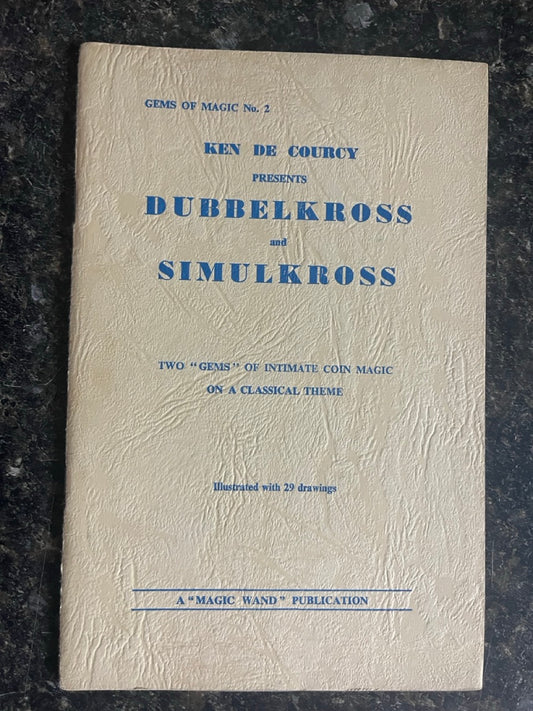 GEMS OF MAGIC No. 2
KEN DE COURCY
PRESENTS
DUBBELKROSS
and
SIMULKROSS
TWO "GEMS" OF INTIMATE COIN MAGIC
ON A CLASSICAL THEME
Illustrated with 29 drawings
A "MAGIC WAND" PUBLICATION